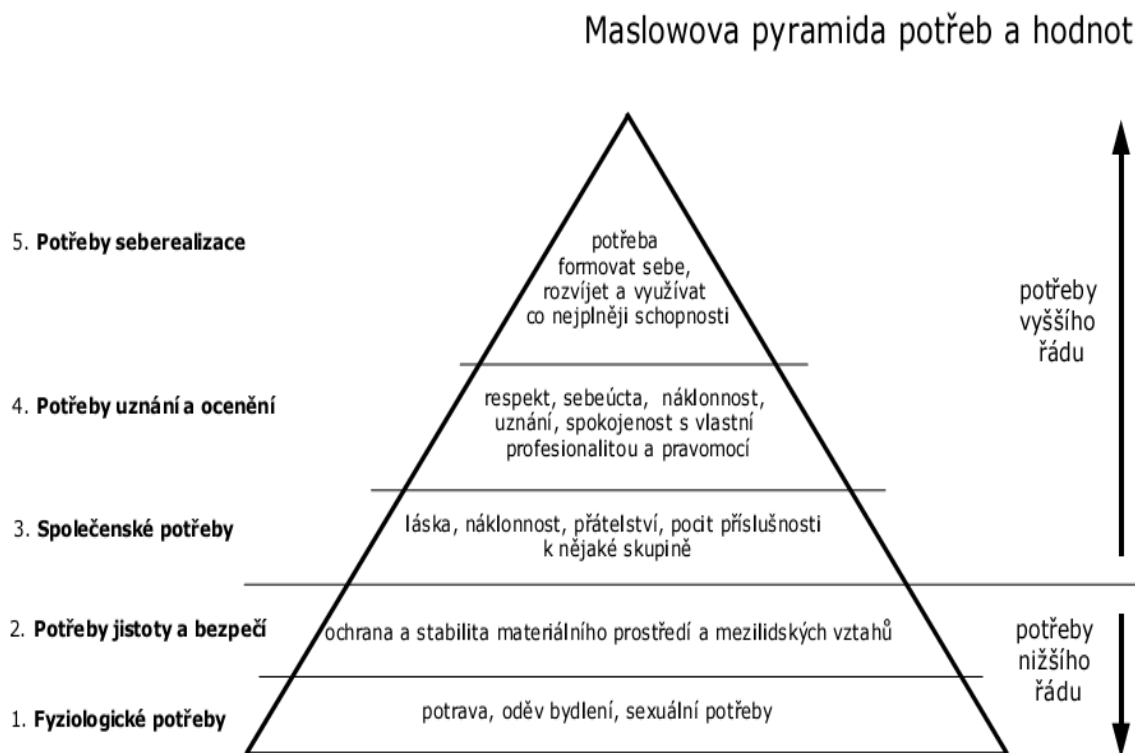 Maslowova pyramida potřeb a hodnot
5. Potřeby seberealizace
potřeba
formovat sebe,
rozvíjet a využívat
co nejplněji schopnosti
potřeby
vyššího
řádu
4. Potřeby uznání a ocenění
respekt, sebeúcta, náklonnost,
uznání, spokojenost s vlastní
profesionalitou a pravomocí
3. Společenské potřeby
láska, náklonnost, přátelství, pocit příslušnosti
k nějaké skupině
2. Potřeby jistoty a bezpečí
ochrana a stabilita materiálního prostředí a mezilidských vztahů
potřeby
nižšího
řádu
1. Fyziologické potřeby
potrava, oděv bydlení, sexuální potřeby